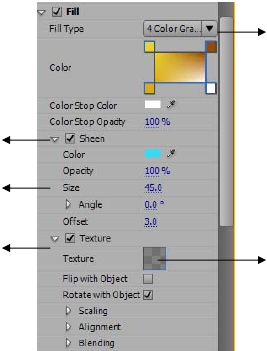 Fill
Fill Type 4 Color Gra...
Color
Color Stop Color
Color Stop Opacity 100 %
Sheen
Color
Opacity 100 %
Size 45.0
Angle 0.0 °
Offset 3.0
Texture
Texture
Flip with Object
Rotate with Object
Scaling
Alignment
Blending